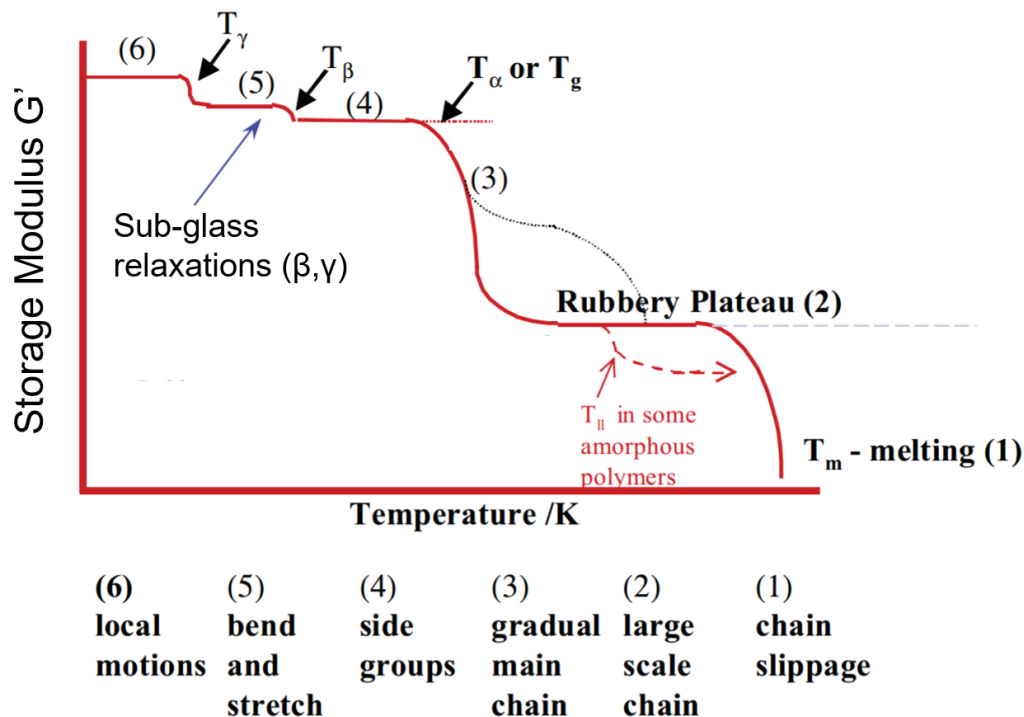 Storage Modulus G'
(6)
Tγ
(5)
Tβ
(4)
Tα or Tg
(3)
Sub-glass
relaxations (β,γ)
Rubbery Plateau (2)
Tll in some
amorphous
polymers
Tm - melting (1)
Temperature /K
(6)
local
motions
(5)
bend
and
stretch
(4)
side
groups
(3)
gradual
main
chain
(2)
large
scale
chain
(1)
chain
slippage